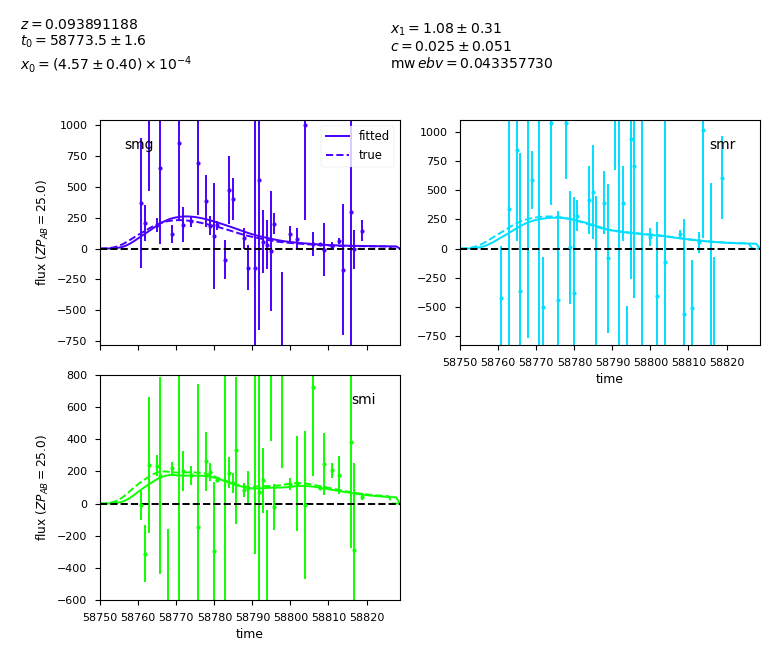 z = 0.093891188
t₀ = 58773.5 ± 1.6
x₀ = (4.57 ± 0.40) × 10⁻⁴
x₁ = 1.08 ± 0.31
c = 0.025 ± 0.051
mw ebv = 0.043357730
smg
fitted
true
1000
750
500
250
0
−250
−500
−750
flux (ZP_AB = 25.0)
smr
1000
750
500
250
0
−250
−500
−750
58750 58760 58770 58780 58790 58800 58810 58820
time
smi
800
600
400
200
0
−200
−400
−600
flux (ZP_AB = 25.0)
58750 58760 58770 58780 58790 58800 58810 58820
time